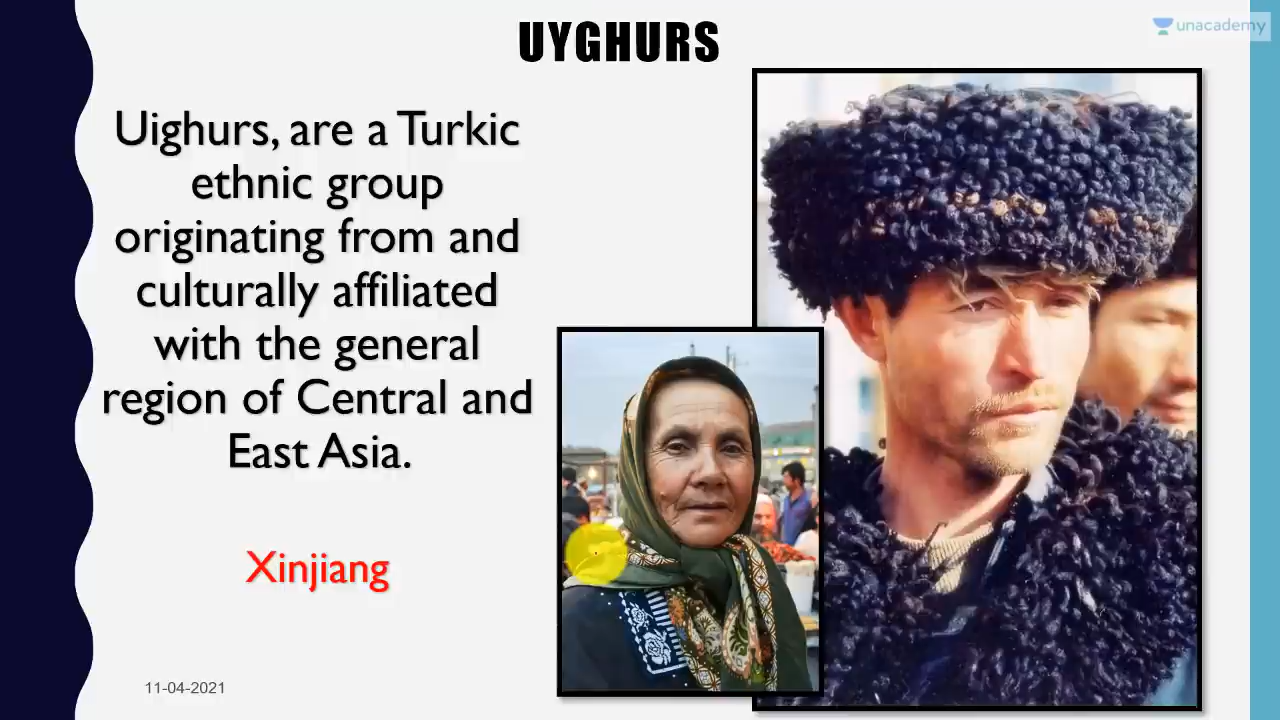 UYGHURS
unacademy
Uighurs, are a Turkic
ethnic group
originating from and
culturally affiliated
with the general
region of Central and
East Asia.
Xinjiang
11-04-2021